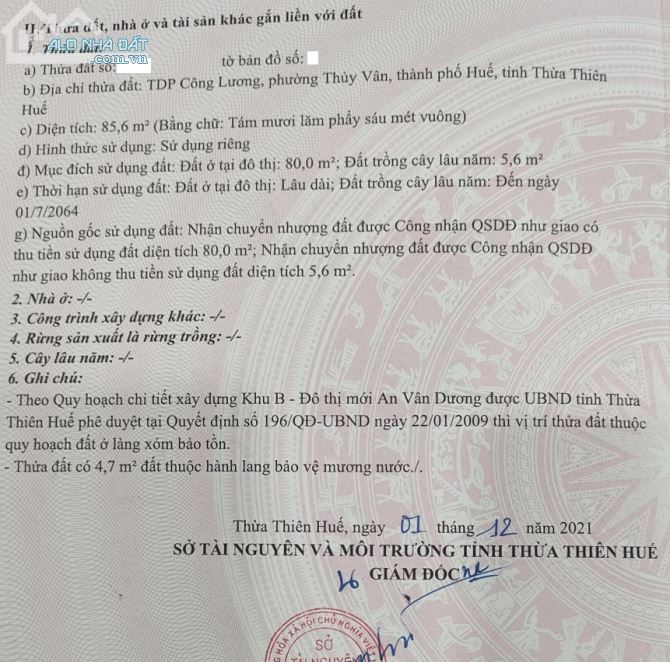 II. Thửa đất, nhà ở và tài sản khác gắn liền với đất
ALO NHÀ ĐẤT
.com.vn
1. Thửa đất:
a) Thửa đất số: tờ bản đồ số:
b) Địa chỉ thửa đất: TDP Công Lương, phường Thủy Vân, thành phố Huế, tỉnh Thừa Thiên
Huế
c) Diện tích: 85,6 m² (Bằng chữ: Tám mươi lăm phẩy sáu mét vuông)
d) Hình thức sử dụng: Sử dụng riêng
đ) Mục đích sử dụng đất: Đất ở tại đô thị: 80,0 m²; Đất trồng cây lâu năm: 5,6 m²
e) Thời hạn sử dụng đất: Đất ở tại đô thị: Lâu dài; Đất trồng cây lâu năm: Đến ngày
01/7/2064
g) Nguồn gốc sử dụng đất: Nhận chuyển nhượng đất được Công nhận QSDĐ như giao có
thu tiền sử dụng đất diện tích 80,0 m²; Nhận chuyển nhượng đất được Công nhận QSDĐ
như giao không thu tiền sử dụng đất diện tích 5,6 m².
2. Nhà ở: -/-
3. Công trình xây dựng khác: -/-
4. Rừng sản xuất là rừng trồng: -/-
5. Cây lâu năm: -/-
6. Ghi chú:
- Theo Quy hoạch chi tiết xây dựng Khu B - Đô thị mới An Vân Dương được UBND tỉnh Thừa
Thiên Huế phê duyệt tại Quyết định số 196/QĐ-UBND ngày 22/01/2009 thì vị trí thửa đất thuộc
quy hoạch đất ở làng xóm bảo tồn.
- Thửa đất có 4,7 m² đất thuộc hành lang bảo vệ mương nước./.
Thừa Thiên Huế, ngày 01 tháng 12 năm 2021
SỞ TÀI NGUYÊN VÀ MÔI TRƯỜNG TỈNH THỪA THIÊN HUẾ
GIÁM ĐỐC
HÒA XÃ HỘI CHỦ NGHĨA VIỆ
SỞ
TÀI NGUYÊN